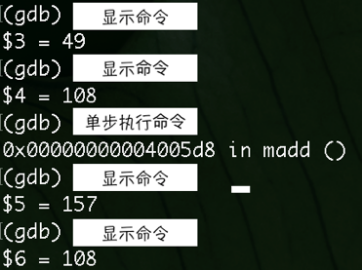 (gdb) 显示命令
$3 = 49
(gdb) 显示命令
$4 = 108
(gdb) 单步执行命令
0x00000000004005d8 in madd ()
(gdb) 显示命令
$5 = 157
(gdb) 显示命令
$6 = 108